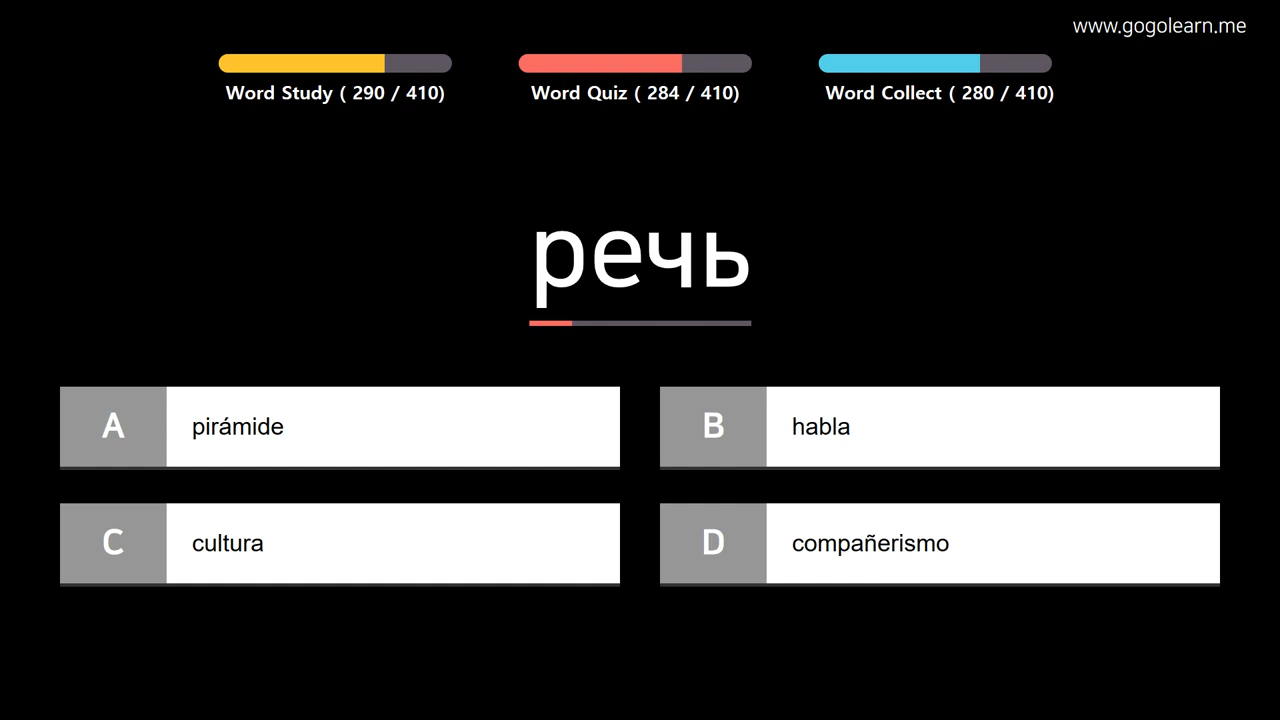 www.gogolearn.me
Word Study ( 290 / 410)
Word Quiz ( 284 / 410)
Word Collect ( 280 / 410)
речь
A pirámide
B habla
C cultura
D compañerismo